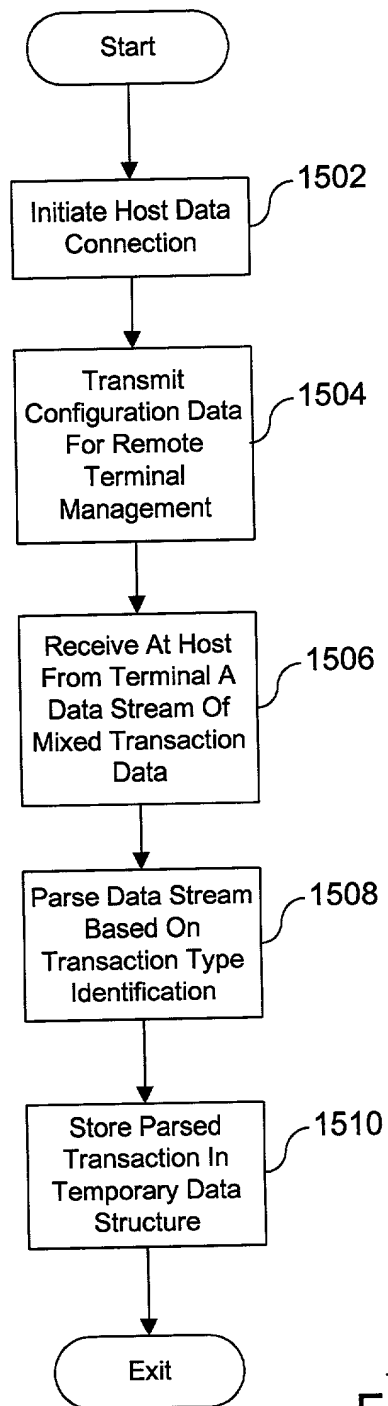 Start
1502
Initiate Host Data
Connection
1504
Transmit
Configuration Data
For Remote
Terminal
Management
1506
Receive At Host
From Terminal A
Data Stream Of
Mixed Transaction
Data
1508
Parse Data Stream
Based On
Transaction Type
Identification
1510
Store Parsed
Transaction In
Temporary Data
Structure
Exit